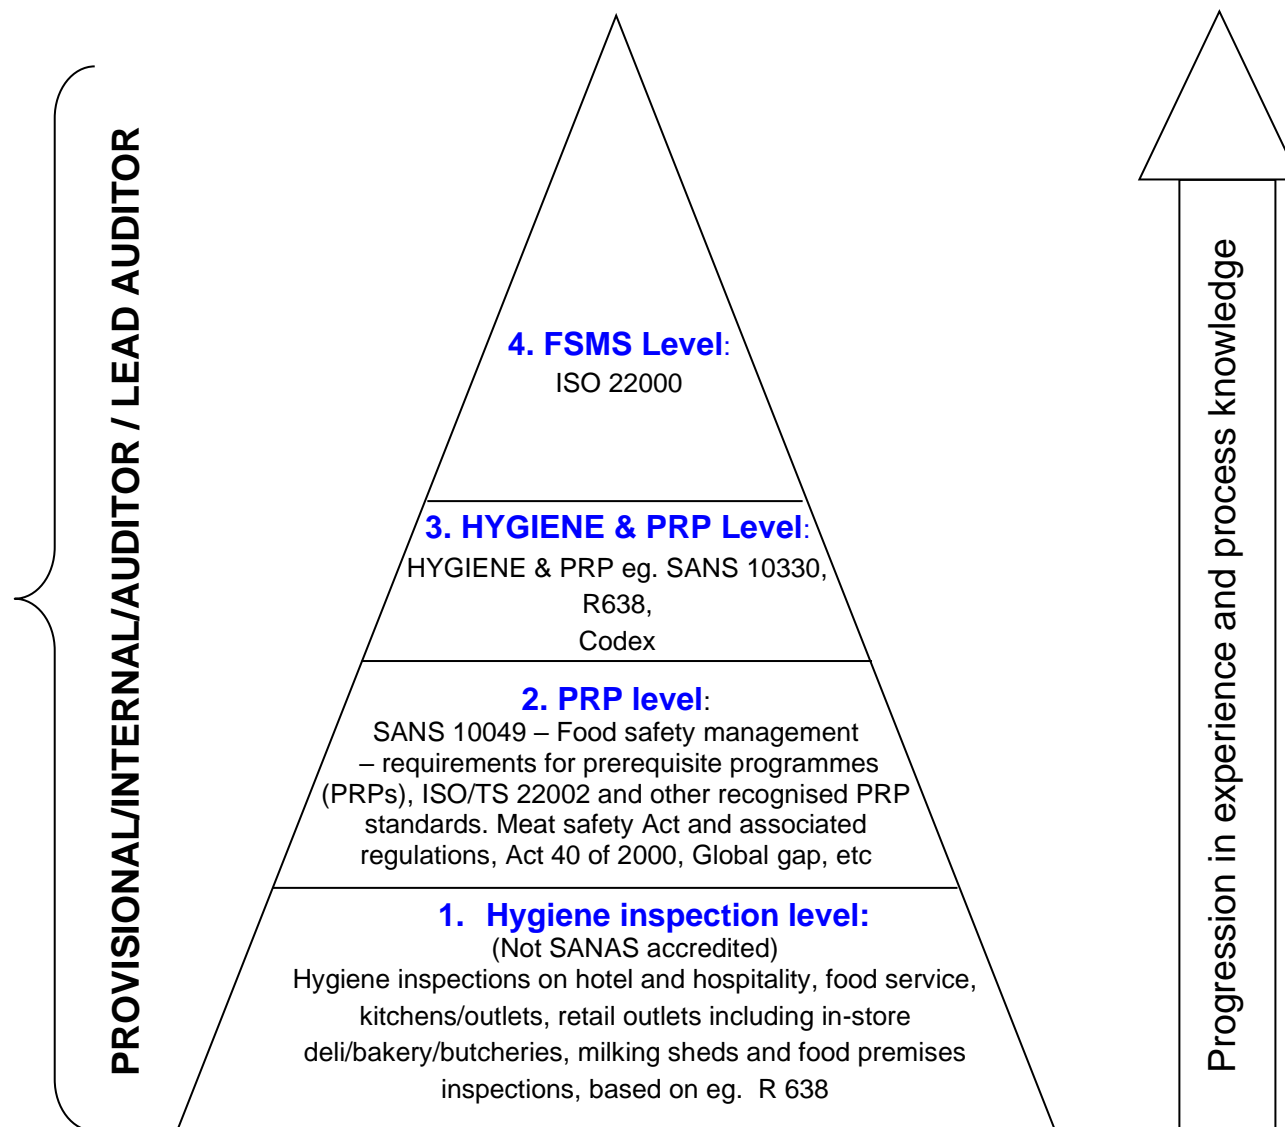 PROVISIONAL/INTERNAL/AUDITOR / LEAD AUDITOR
4. FSMS Level:
ISO 22000
3. HYGIENE & PRP Level:
HYGIENE & PRP eg. SANS 10330,
R638,
Codex
2. PRP level:
SANS 10049 – Food safety management
– requirements for prerequisite programmes
(PRPs), ISO/TS 22002 and other recognised PRP
standards. Meat safety Act and associated
regulations, Act 40 of 2000, Global gap, etc
1. Hygiene inspection level:
(Not SANAS accredited)
Hygiene inspections on hotel and hospitality, food service,
kitchens/outlets, retail outlets including in-store
deli/bakery/butcheries, milking sheds and food premises
inspections, based on eg. R 638
Progression in experience and process knowledge